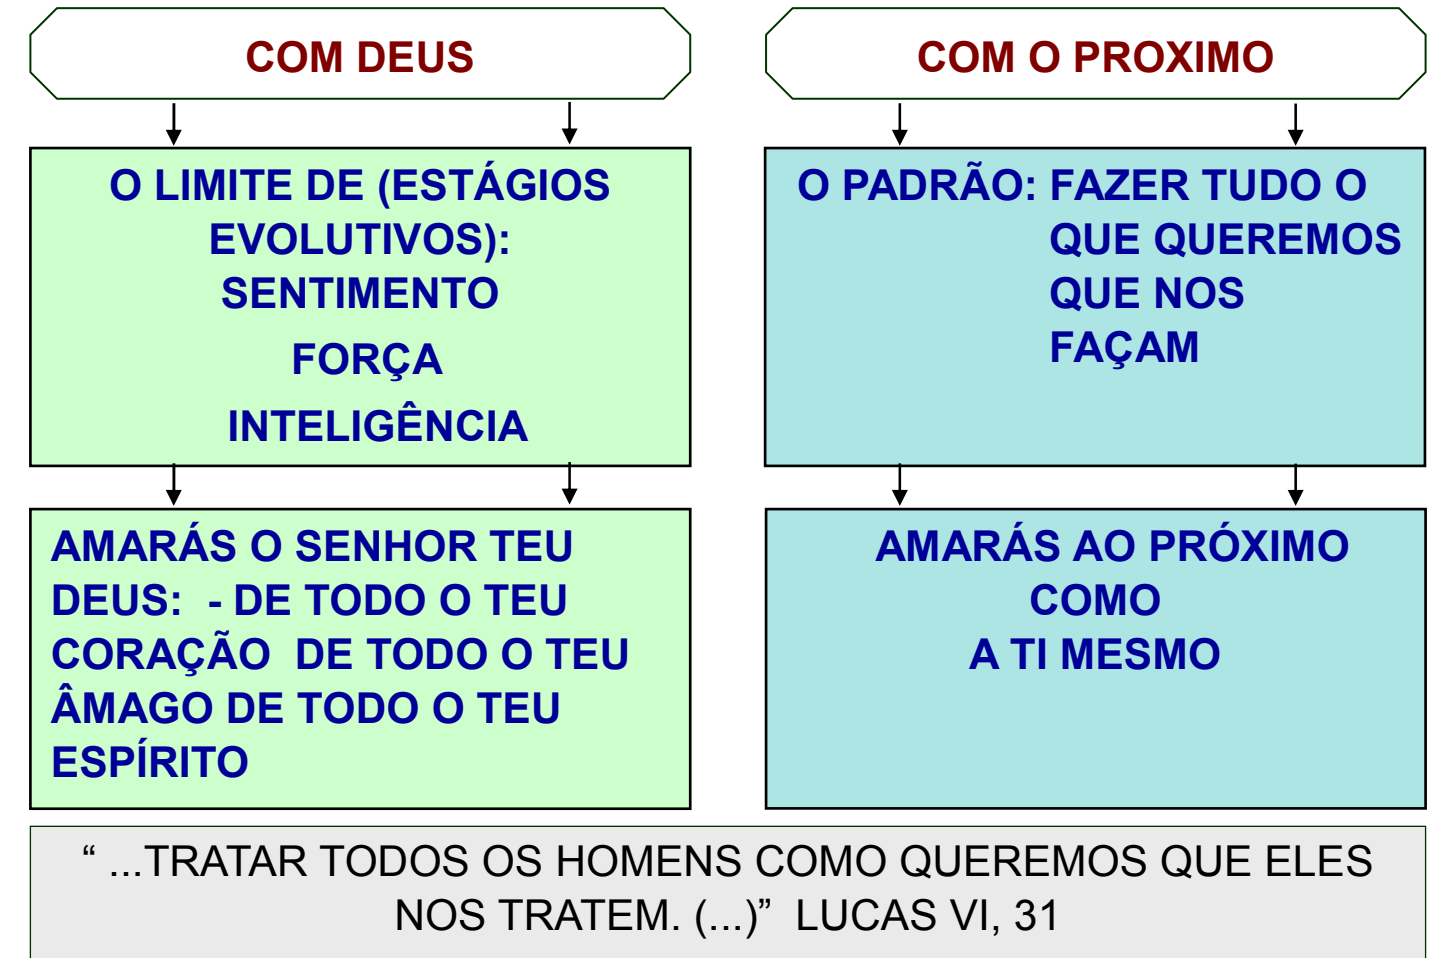 COM DEUS
O LIMITE DE (ESTÁGIOS
EVOLUTIVOS):
SENTIMENTO
FORÇA
INTELIGÊNCIA
AMARÁS O SENHOR TEU
DEUS:  - DE TODO O TEU
CORAÇÃO  DE TODO O TEU
ÂMAGO DE TODO O TEU
ESPÍRITO
COM O PROXIMO
O PADRÃO: FAZER TUDO O
QUE QUEREMOS
QUE NOS
FAÇAM
AMARÁS AO PRÓXIMO
COMO
A TI MESMO
“ ...TRATAR TODOS OS HOMENS COMO QUEREMOS QUE ELES
NOS TRATEM. (...)”  LUCAS VI, 31